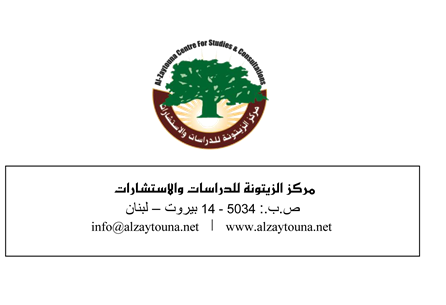 Al-Zaytouna Centre For Studies & Consultations
مركز الزيتونة للدراسات والاستشارات
مركز الزيتونة للدراسات والاستشارات
ص.ب.: 5034 - 14 بيروت – لبنان
info@alzaytouna.net | www.alzaytouna.net